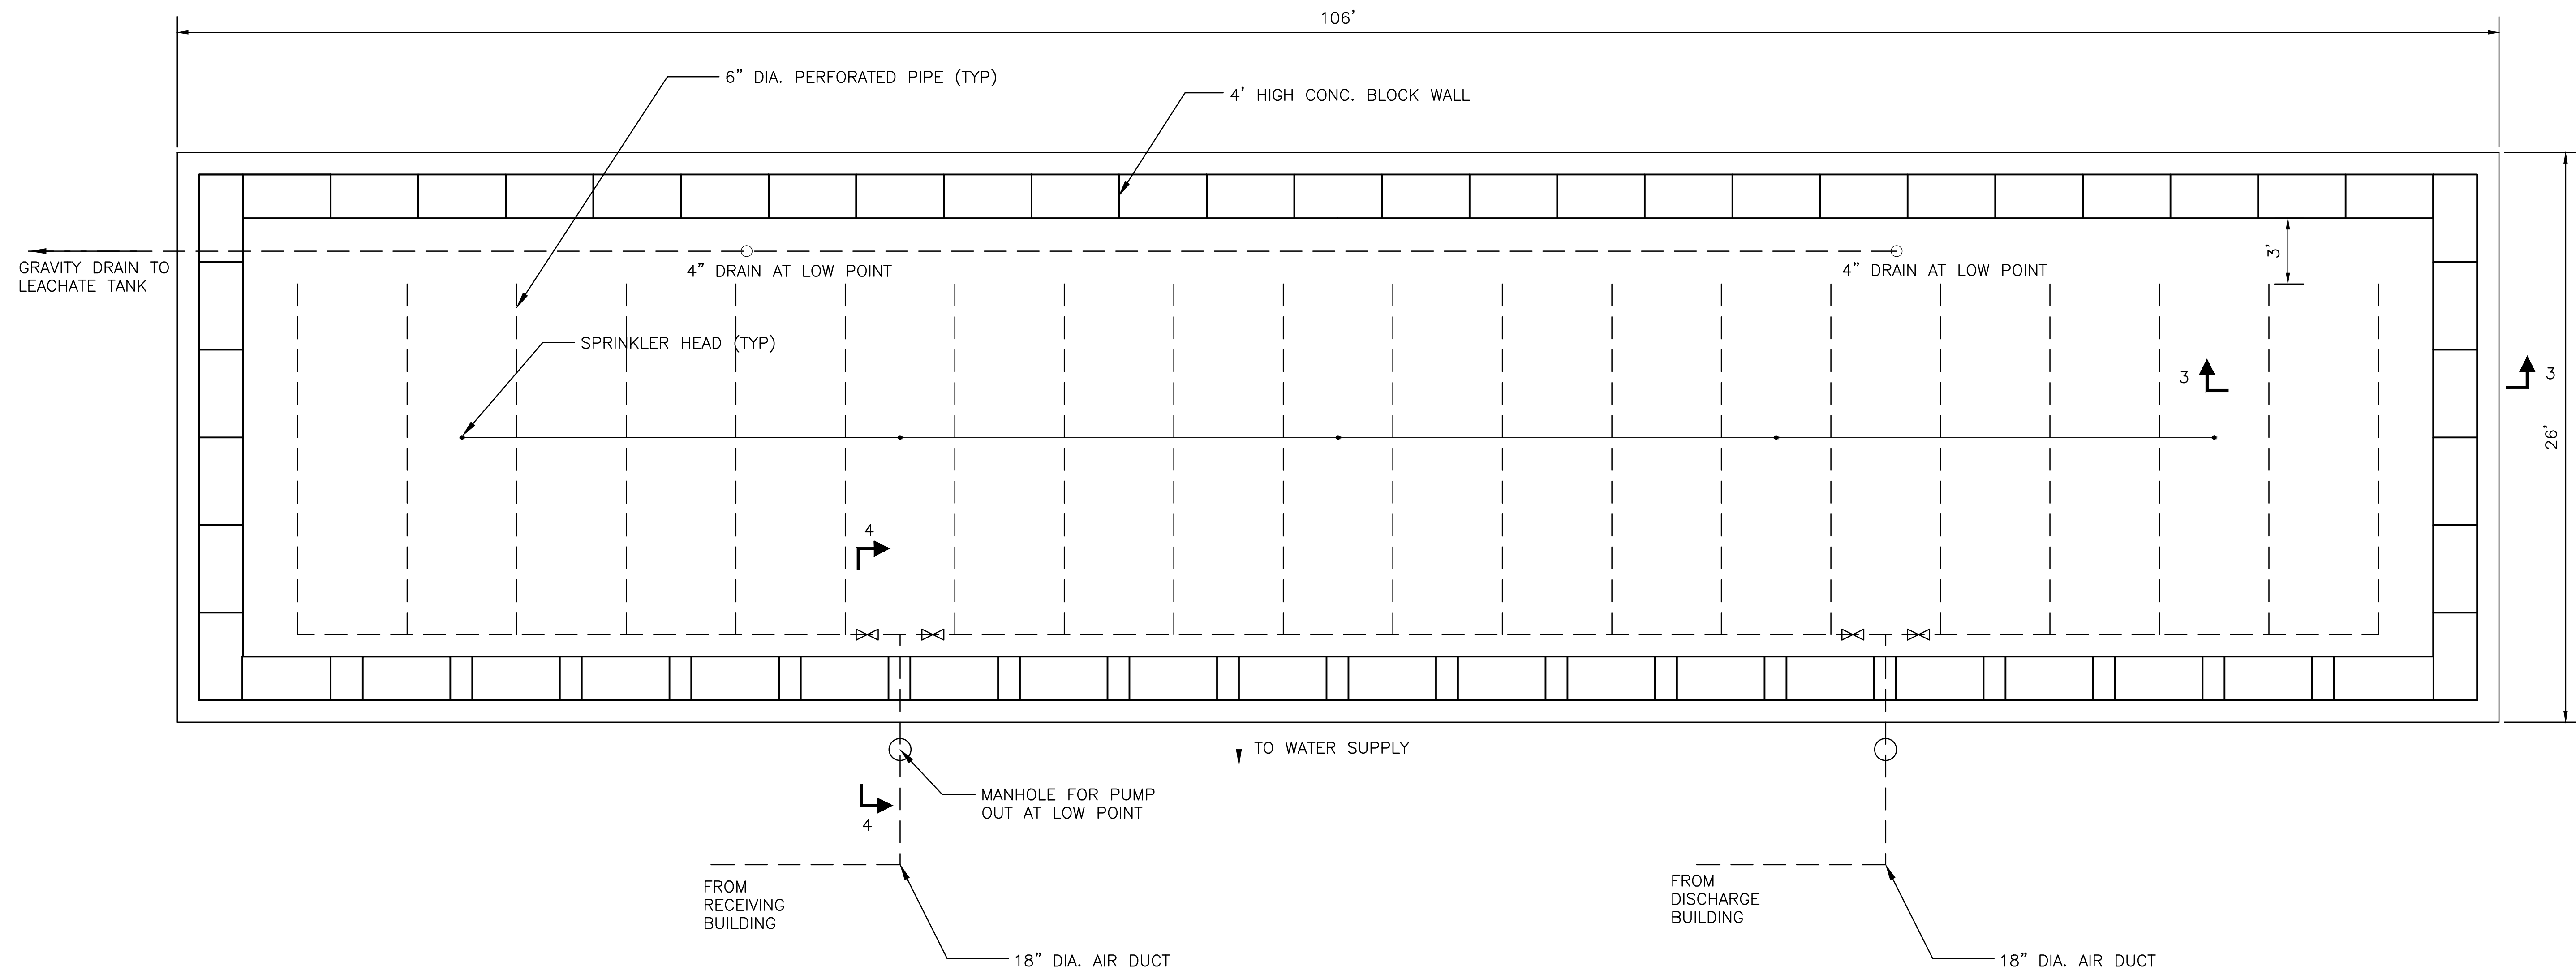 106'
6" DIA. PERFORATED PIPE (TYP)
4' HIGH CONC. BLOCK WALL
GRAVITY DRAIN TO
LEACHATE TANK
4" DRAIN AT LOW POINT
4" DRAIN AT LOW POINT
3'
SPRINKLER HEAD (TYP)
3
3
26'
4
TO WATER SUPPLY
MANHOLE FOR PUMP
OUT AT LOW POINT
4
FROM
RECEIVING
BUILDING
FROM
DISCHARGE
BUILDING
18" DIA. AIR DUCT
18" DIA. AIR DUCT